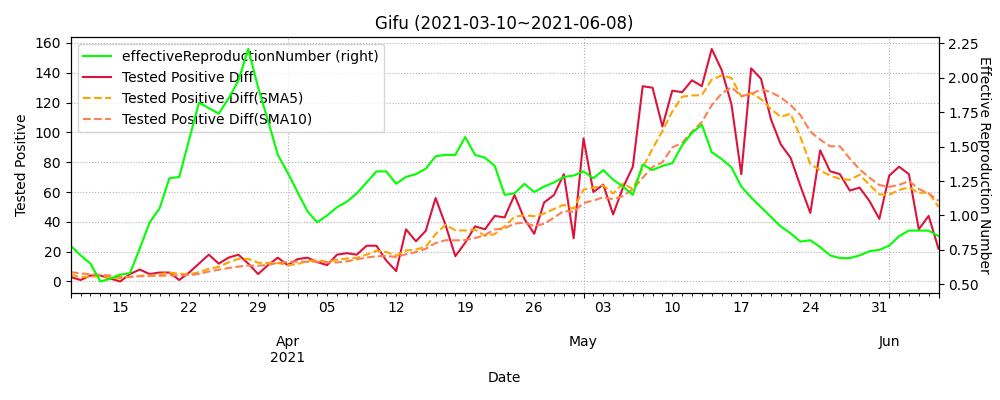 Gifu (2021-03-10~2021-06-08)
effectiveReproductionNumber (right)
Tested Positive Diff
Tested Positive Diff(SMA5)
Tested Positive Diff(SMA10)
Tested Positive
160
140
120
100
80
60
40
20
0
2.25
2.00
1.75
1.50
1.25
1.00
0.75
0.50
Effective Reproduction Number
15 22 29 05 12 19 26 03 10 17 24 31
Apr May Jun
2021
Date